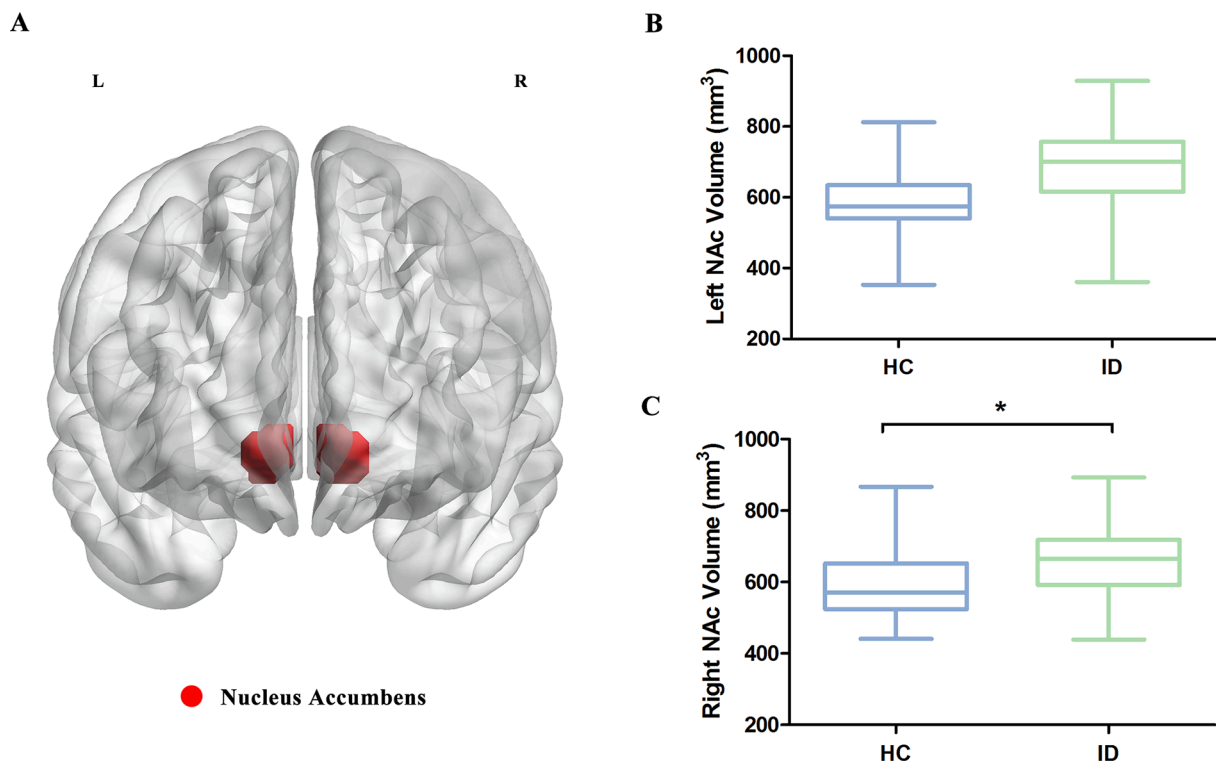 A
L
R
Nucleus Accumbens
B
Left NAc Volume (mm³)
1000
800
600
400
200
HC
ID
C
*
Right NAc Volume (mm³)
1000
800
600
400
200
HC
ID